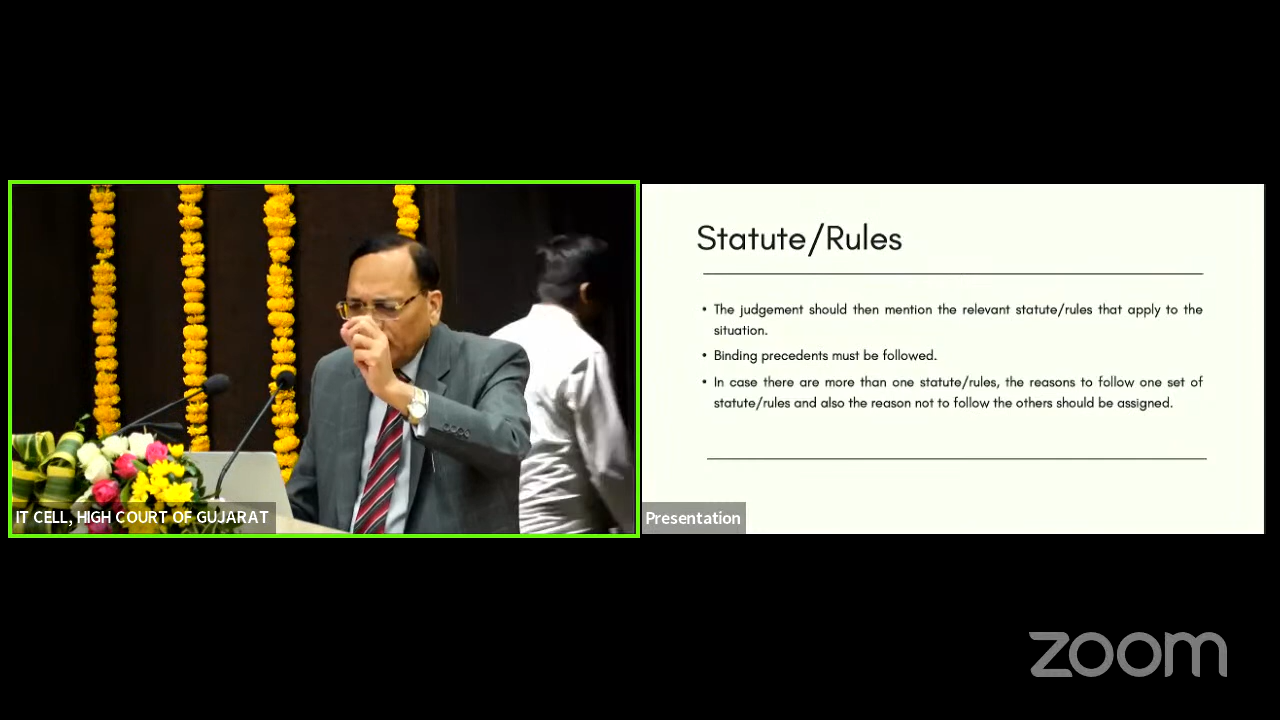 Statute/Rules
• The judgement should then mention the relevant statute/rules that apply to the
situation.
• Binding precedents must be followed.
• In case there are more than one statute/rules, the reasons to follow one set of
statute/rules and also the reason not to follow the others should be assigned.
IT CELL, HIGH COURT OF GUJARAT
Presentation
zoom